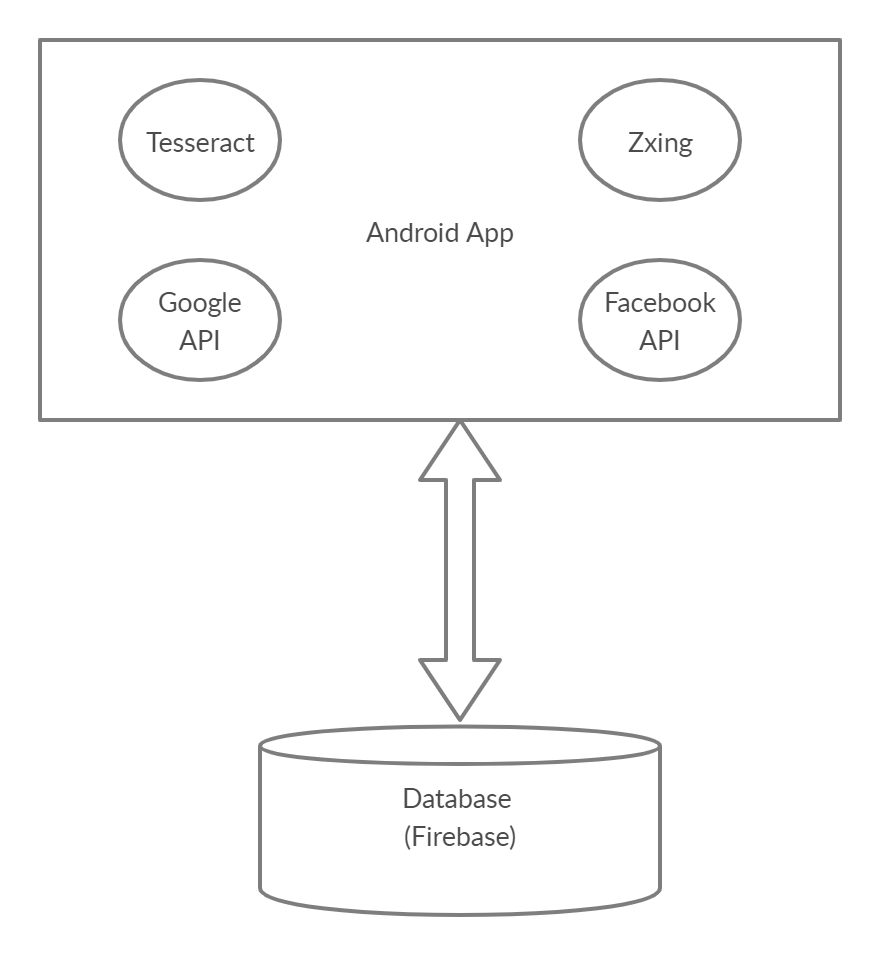 Tesseract
Zxing
Android App
Google
API
Facebook
API
Database
(Firebase)